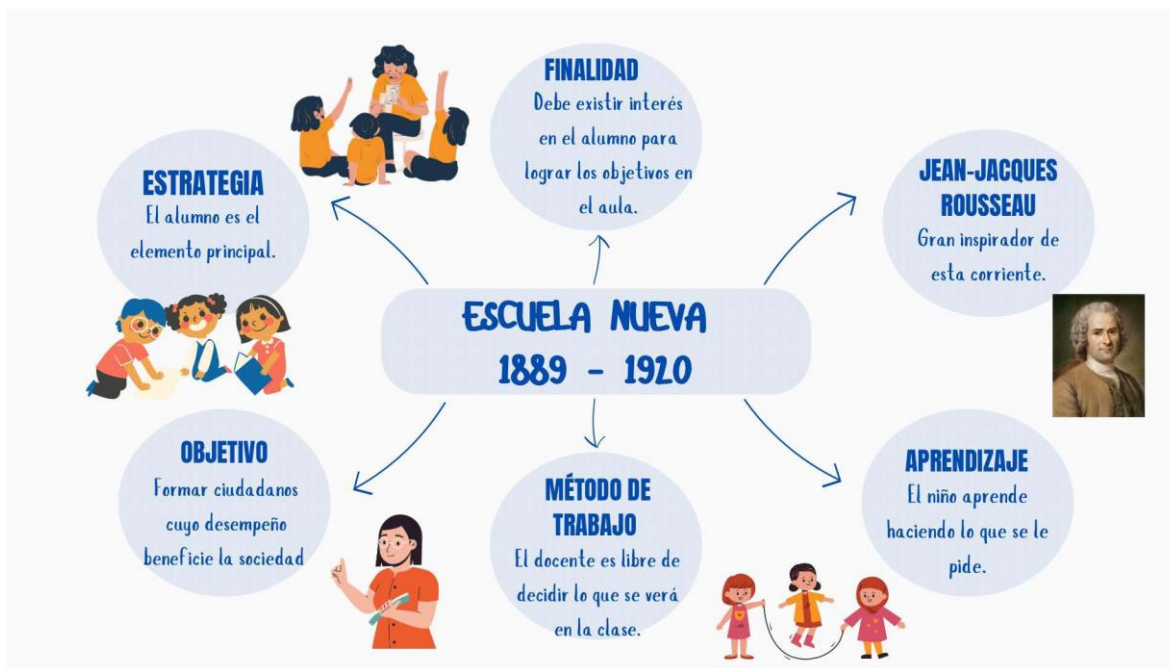 FINALIDAD
Debe existir interés
en el alumno para
lograr los objetivos en
el aula.
ESTRATEGIA
El alumno es el
elemento principal.
JEAN-JACQUES
ROUSSEAU
Gran inspirador de
esta corriente.
ESCUELA NUEVA
1889 - 1920
OBJETIVO
Formar ciudadanos
cuyo desempeño
beneficie la sociedad
MÉTODO DE
TRABAJO
El docente es libre de
decidir lo que se verá
en la clase.
APRENDIZAJE
El niño aprende
haciendo lo que se le
pide.